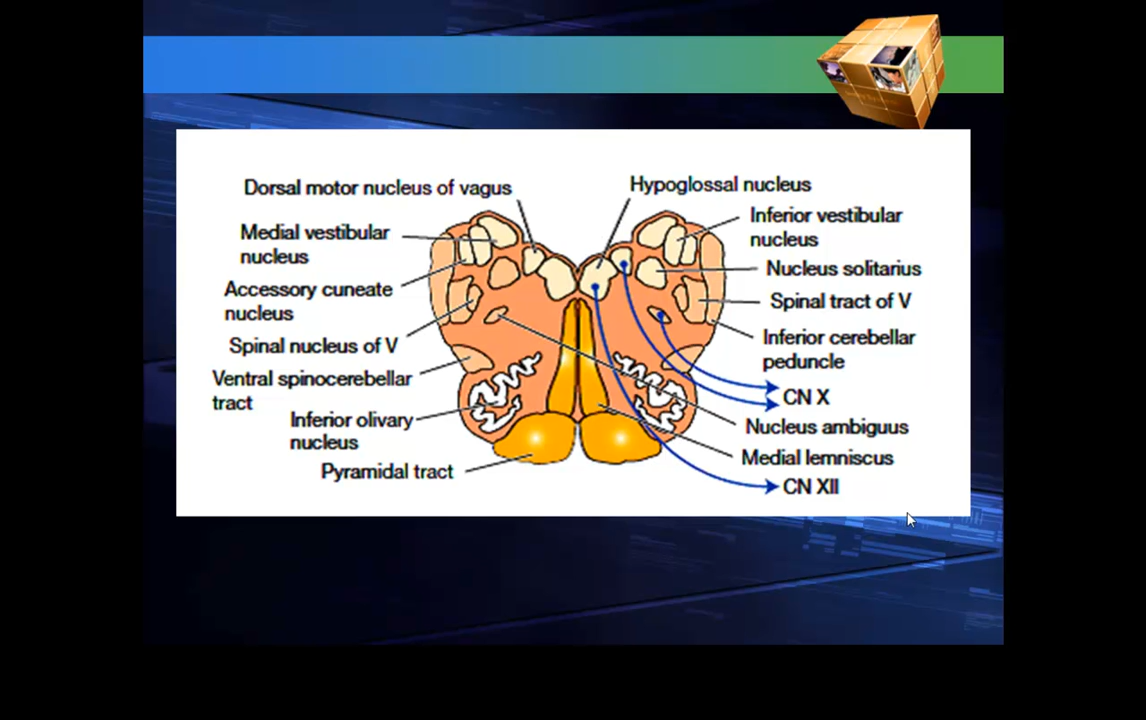 Dorsal motor nucleus of vagus
Medial vestibular
nucleus
Accessory cuneate
nucleus
Spinal nucleus of V
Ventral spinocerebellar
tract
Inferior olivary
nucleus
Pyramidal tract
Hypoglossal nucleus
Inferior vestibular
nucleus
Nucleus solitarius
Spinal tract of V
Inferior cerebellar
peduncle
CN X
Nucleus ambiguus
Medial lemniscus
CN XII